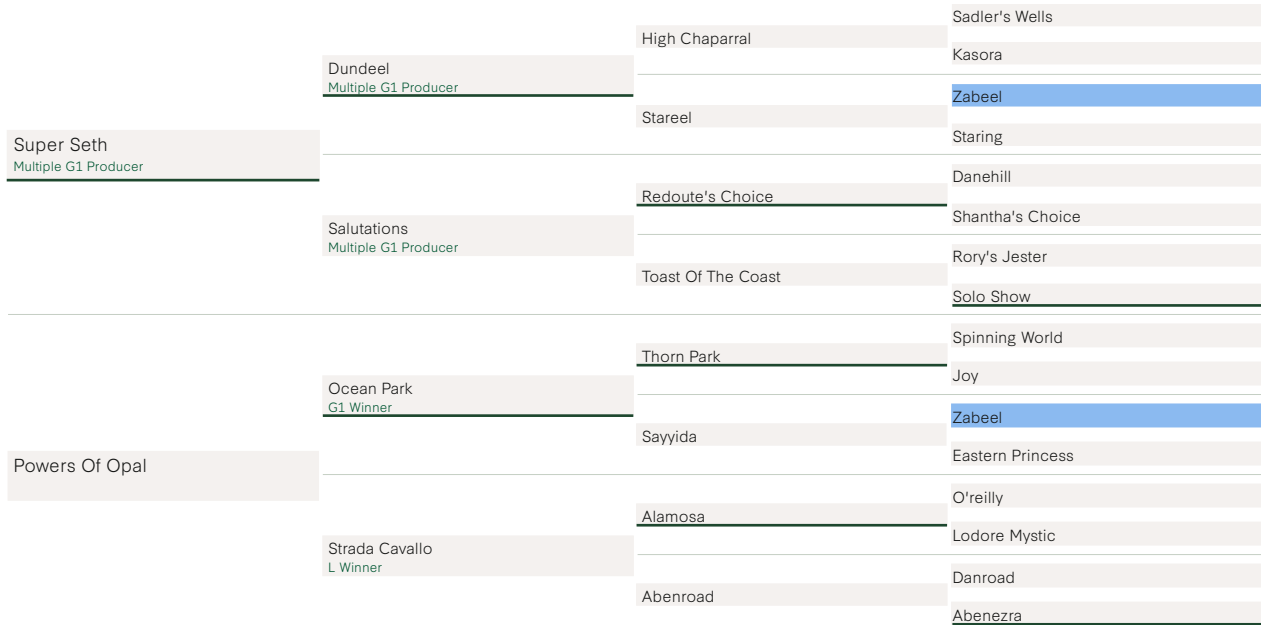 Super Seth
Multiple G1 Producer
Powers Of Opal
Dundeel
Multiple G1 Producer
Salutations
Multiple G1 Producer
Ocean Park
G1 Winner
Strada Cavallo
L Winner
High Chaparral
Stareel
Redoute's Choice
Toast Of The Coast
Thorn Park
Sayyida
Alamosa
Abenroad
Sadler's Wells
Kasora
Zabeel
Staring
Danehill
Shantha's Choice
Rory's Jester
Solo Show
Spinning World
Joy
Zabeel
Eastern Princess
O'reilly
Lodore Mystic
Danroad
Abenezra